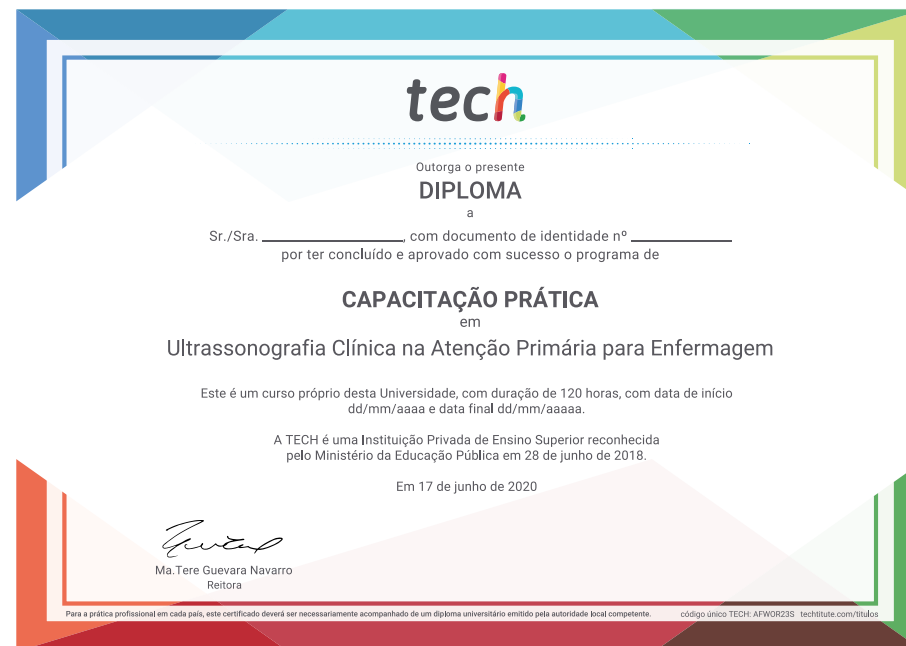 tech
Outorga o presente
DIPLOMA
a
Sr./Sra. __________________, com documento de identidade nº _____________
por ter concluído e aprovado com sucesso o programa de
CAPACITAÇÃO PRÁTICA
em
Ultrassonografia Clínica na Atenção Primária para Enfermagem
Este é um curso próprio desta Universidade, com duração de 120 horas, com data de início
dd/mm/aaaa e data final dd/mm/aaaaa.
A TECH é uma Instituição Privada de Ensino Superior reconhecida
pelo Ministério da Educação Pública em 28 de junho de 2018.
Em 17 de junho de 2020
Ma.Tere Guevara Navarro
Reitora
Para a prática profissional em cada país, este certificado deverá ser necessariamente acompanhado de um diploma universitário emitido pela autoridade local competente. código único TECH: AFWOR23S techtitute.com/titulos